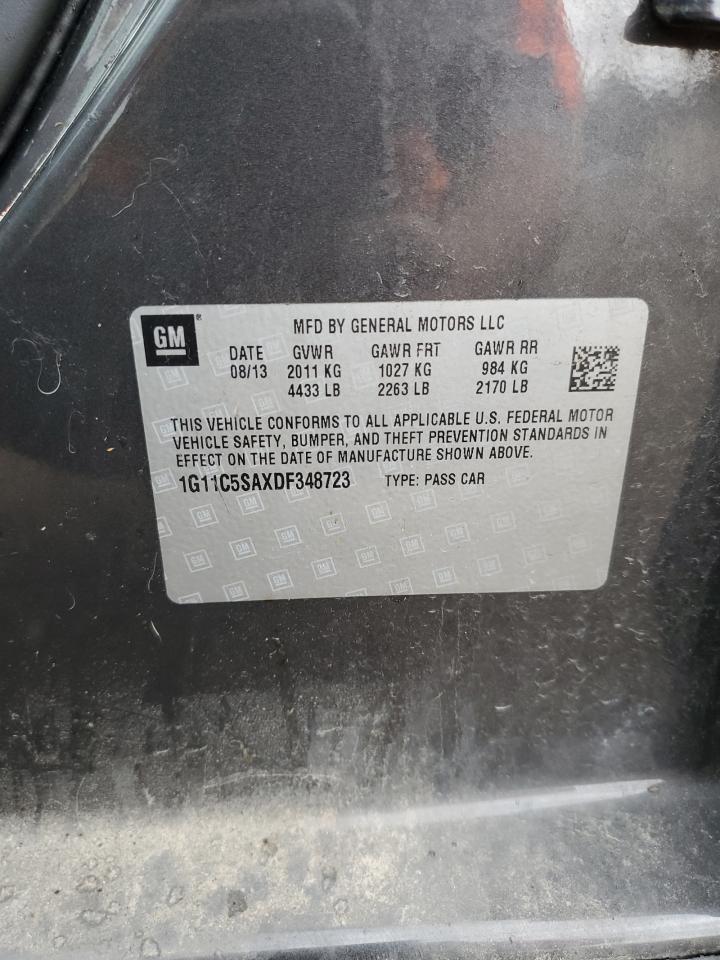 GM®
MFD BY GENERAL MOTORS LLC
DATE GVWR GAWR FRT GAWR RR
08/13 2011 KG 1027 KG 984 KG
4433 LB 2263 LB 2170 LB
THIS VEHICLE CONFORMS TO ALL APPLICABLE U.S. FEDERAL MOTOR
VEHICLE SAFETY, BUMPER, AND THEFT PREVENTION STANDARDS IN
EFFECT ON THE DATE OF MANUFACTURE SHOWN ABOVE.
1G11C5SAXDF348723 TYPE: PASS CAR